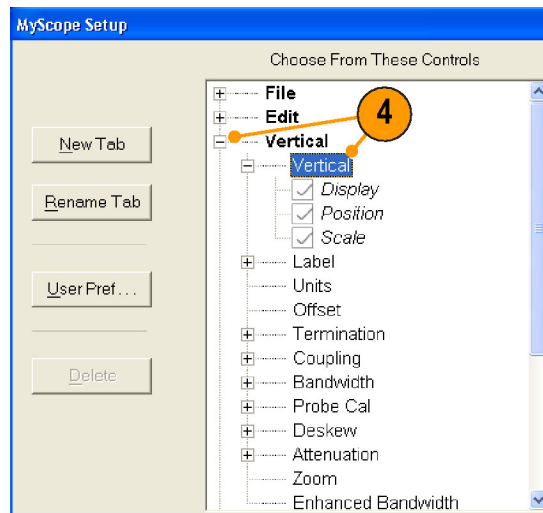 MyScope Setup
Choose From These Controls
File
Edit
4
Vertical
Vertical
Display
Position
Scale
Label
Units
Offset
Termination
Coupling
Bandwidth
Probe Cal
Deskew
Attenuation
Zoom
Enhanced Bandwidth
New Tab
Rename Tab
User Pref...
Delete